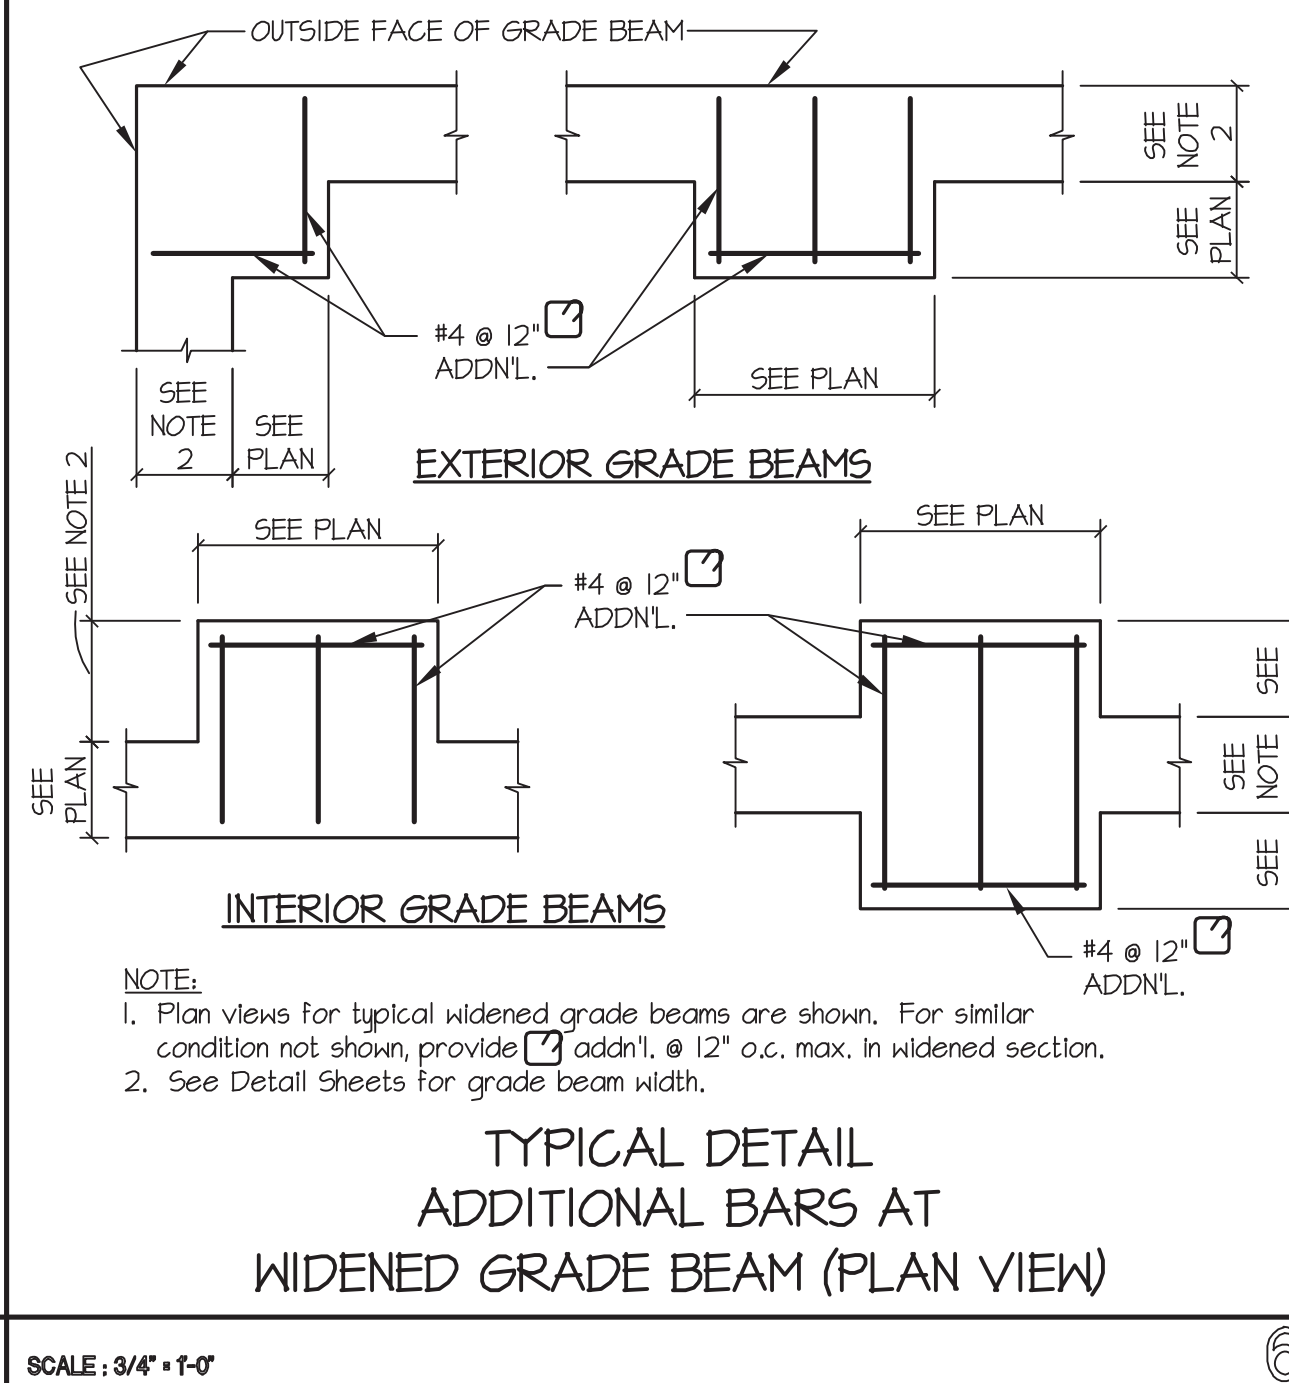 OUTSIDE FACE OF GRADE BEAM
SEE
NOTE
2
SEE
PLAN
#4 @ 12"
ADDN'L.
SEE PLAN
SEE
NOTE
2
SEE
PLAN
EXTERIOR GRADE BEAMS
SEE NOTE 2
SEE PLAN
SEE PLAN
#4 @ 12"
ADDN'L.
SEE
SEE
PLAN
SEE
NOTE
SEE
INTERIOR GRADE BEAMS
#4 @ 12"
ADDN'L.
NOTE:
1. Plan views for typical widened grade beams are shown. For similar
condition not shown, provide addn'l. @ 12" o.c. max. in widened section.
2. See Detail Sheets for grade beam width.
TYPICAL DETAIL
ADDITIONAL BARS AT
WIDENED GRADE BEAM (PLAN VIEW)
SCALE : 3/4" = 1'-0"